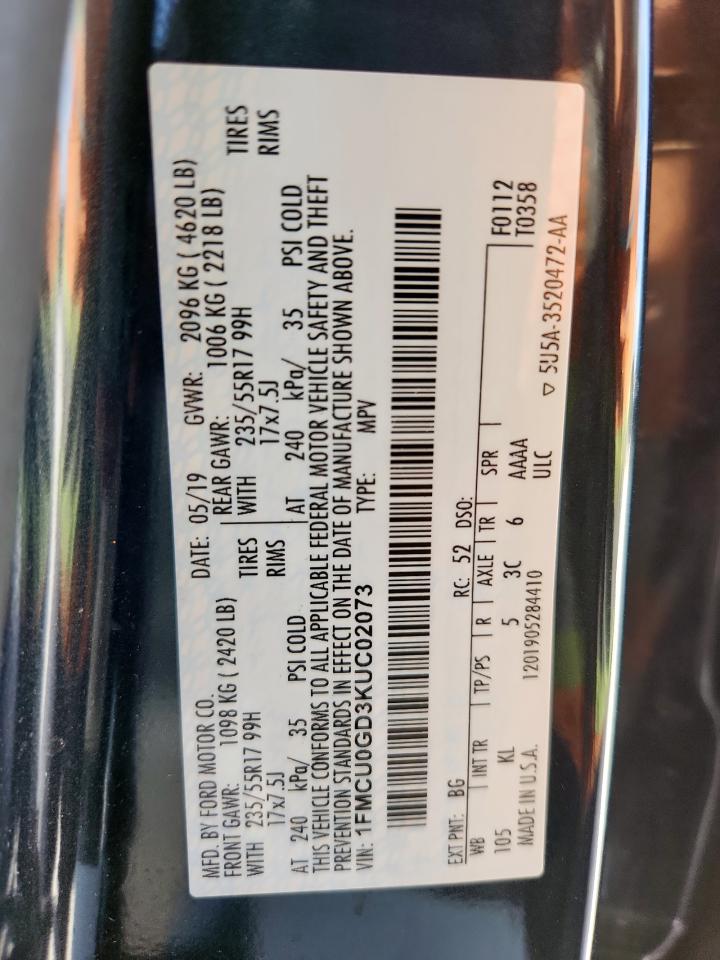 MFD. BY FORD MOTOR CO. DATE: 05/19 GVWR: 2096 KG ( 4620 LB)
FRONT GAWR: 1098 KG ( 2420 LB) REAR GAWR: 1006 KG ( 2218 LB)
WITH 235/55R17 99H TIRES WITH 235/55R17 99H TIRES
17x7.5J RIMS 17x7.5J RIMS
AT 240 kPa/ 35 PSI COLD AT 240 kPa/ 35 PSI COLD
THIS VEHICLE CONFORMS TO ALL APPLICABLE FEDERAL MOTOR VEHICLE SAFETY AND THEFT
PREVENTION STANDARDS IN EFFECT ON THE DATE OF MANUFACTURE SHOWN ABOVE.
VIN: 1FMCU0GD3KUC02073 TYPE: MPV
EXT PNT: BG RC: 52 DSO:
WB INT TR TP/PS R AXLE TR SPR F0112
105 KL 5 3C 6 AAAA T0358
MADE IN U.S.A. 1201905284410 ULC
▽ 5U5A-3520472-AA